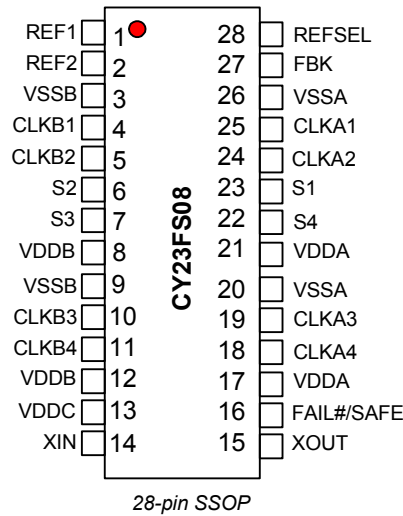 REF1 1 28 REFSEL
REF2 2 27 FBK
VSSB 3 26 VSSA
CLKB1 4 25 CLKA1
CLKB2 5 24 CLKA2
S2 6 23 S1
S3 7 22 S4
VDDB 8 21 VDDA
VSSB 9 20 VSSA
CLKB3 10 19 CLKA3
CLKB4 11 18 CLKA4
VDDB 12 17 VDDA
VDDC 13 16 FAIL#/SAFE
XIN 14 15 XOUT
CY23FS08
28-pin SSOP